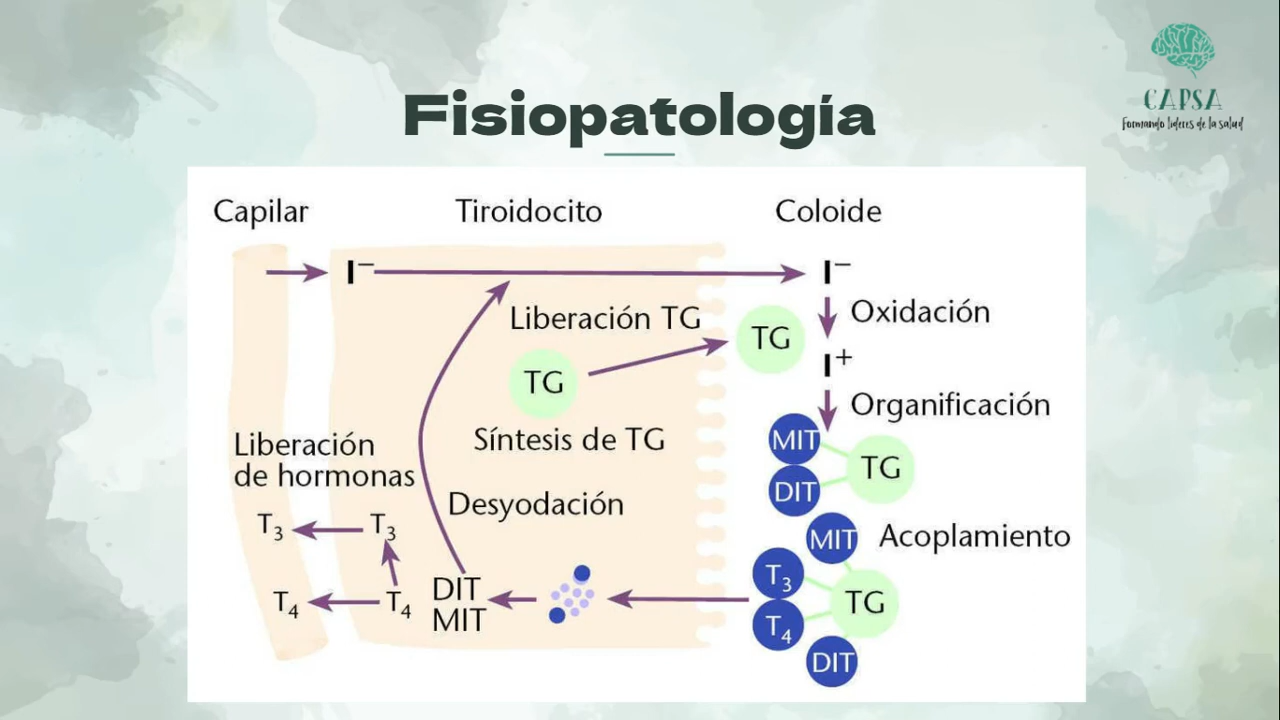 CAPSA
Formando líderes de la salud
Fisiopatología
Capilar
Tiroidocito
Coloide
I⁻
I⁻
Oxidación
Liberación TG
TG
TG
I⁺
Organificación
Síntesis de TG
MIT
TG
DIT
Liberación
de hormonas
Desyodación
MIT
Acoplamiento
T₃
T₃
T₃
TG
T₄
T₄
T₄
DIT
MIT
DIT